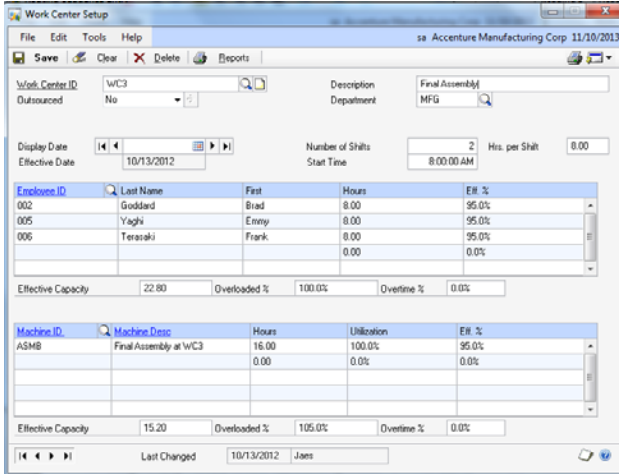 Work Center Setup
File Edit Tools Help sa Accenture Manufacturing Corp 11/10/2013
Save Clear Delete Reports
Work Center ID WC3 Description Final Assembly
Outsourced No Department MFG
Display Date Number of Shifts 2 Hrs. per Shift 8.00
Effective Date 10/13/2012 Start Time 8:00:00 AM
Employee ID Last Name First Hours Eff. %
002 Goddard Brad 8.00 95.0%
005 Yaghi Emmy 8.00 95.0%
006 Terasaki Frank 8.00 95.0%
0.00 0.0%
Effective Capacity 22.80 Overloaded % 100.0% Overtime % 0.0%
Machine ID Machine Desc Hours Utilization Eff. %
ASMB Final Assembly at WC3 16.00 100.0% 95.0%
0.00 0.0% 0.0%
Effective Capacity 15.20 Overloaded % 105.0% Overtime % 0.0%
Last Changed 10/13/2012 Jaes